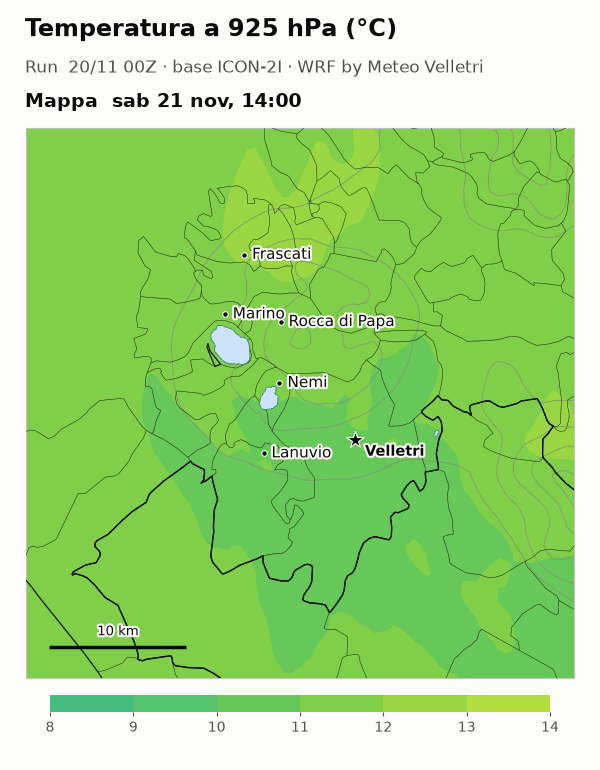 Temperatura a 925 hPa (°C)
Run  20/11 00Z · base ICON-2I · WRF by Meteo Velletri
Mappa  sab 21 nov, 14:00
Frascati
Marino
Rocca di Papa
Nemi
Velletri
Lanuvio
10 km
8 9 10 11 12 13 14